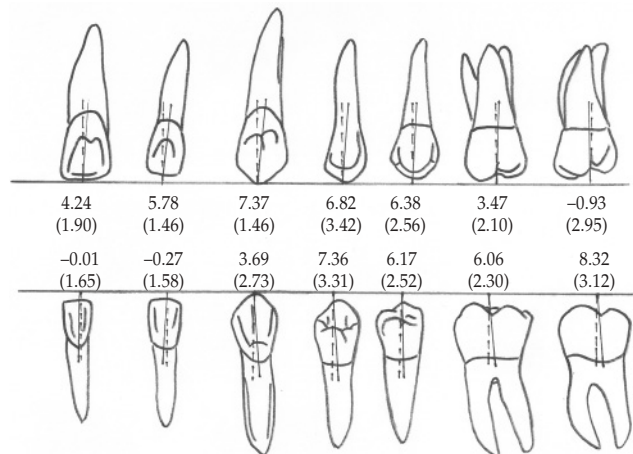 4.24 5.78 7.37 6.82 6.38 3.47 –0.93
(1.90) (1.46) (1.46) (3.42) (2.56) (2.10) (2.95)
–0.01 –0.27 3.69 7.36 6.17 6.06 8.32
(1.65) (1.58) (2.73) (3.31) (2.52) (2.30) (3.12)